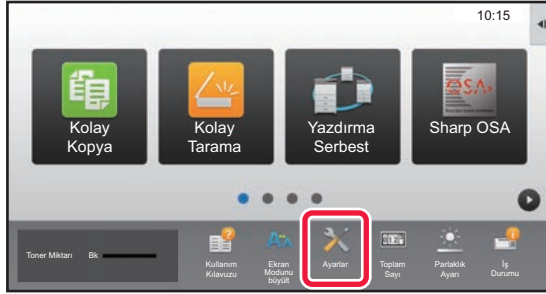 10:15
Kolay
Kopya
Kolay
Tarama
Yazdırma
Serbest
Sharp OSA
Toner Miktarı Bk
Kullanım
Kılavuzu
Ekran
Modunu
büyült
Ayarlar
Toplam
Sayı
Parlaklık
Ayarı
İş
Durumu